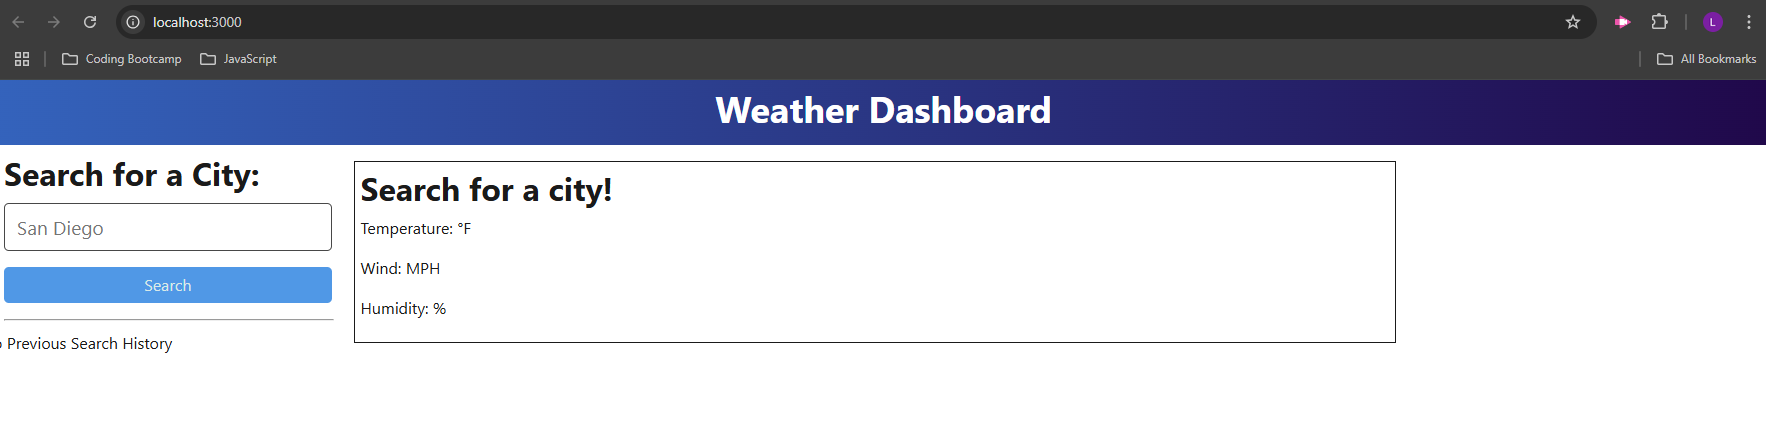 localhost:3000
L
Coding Bootcamp
JavaScript
All Bookmarks
Weather Dashboard
Search for a City:
San Diego
Search
Previous Search History
Search for a city!
Temperature: °F
Wind: MPH
Humidity: %